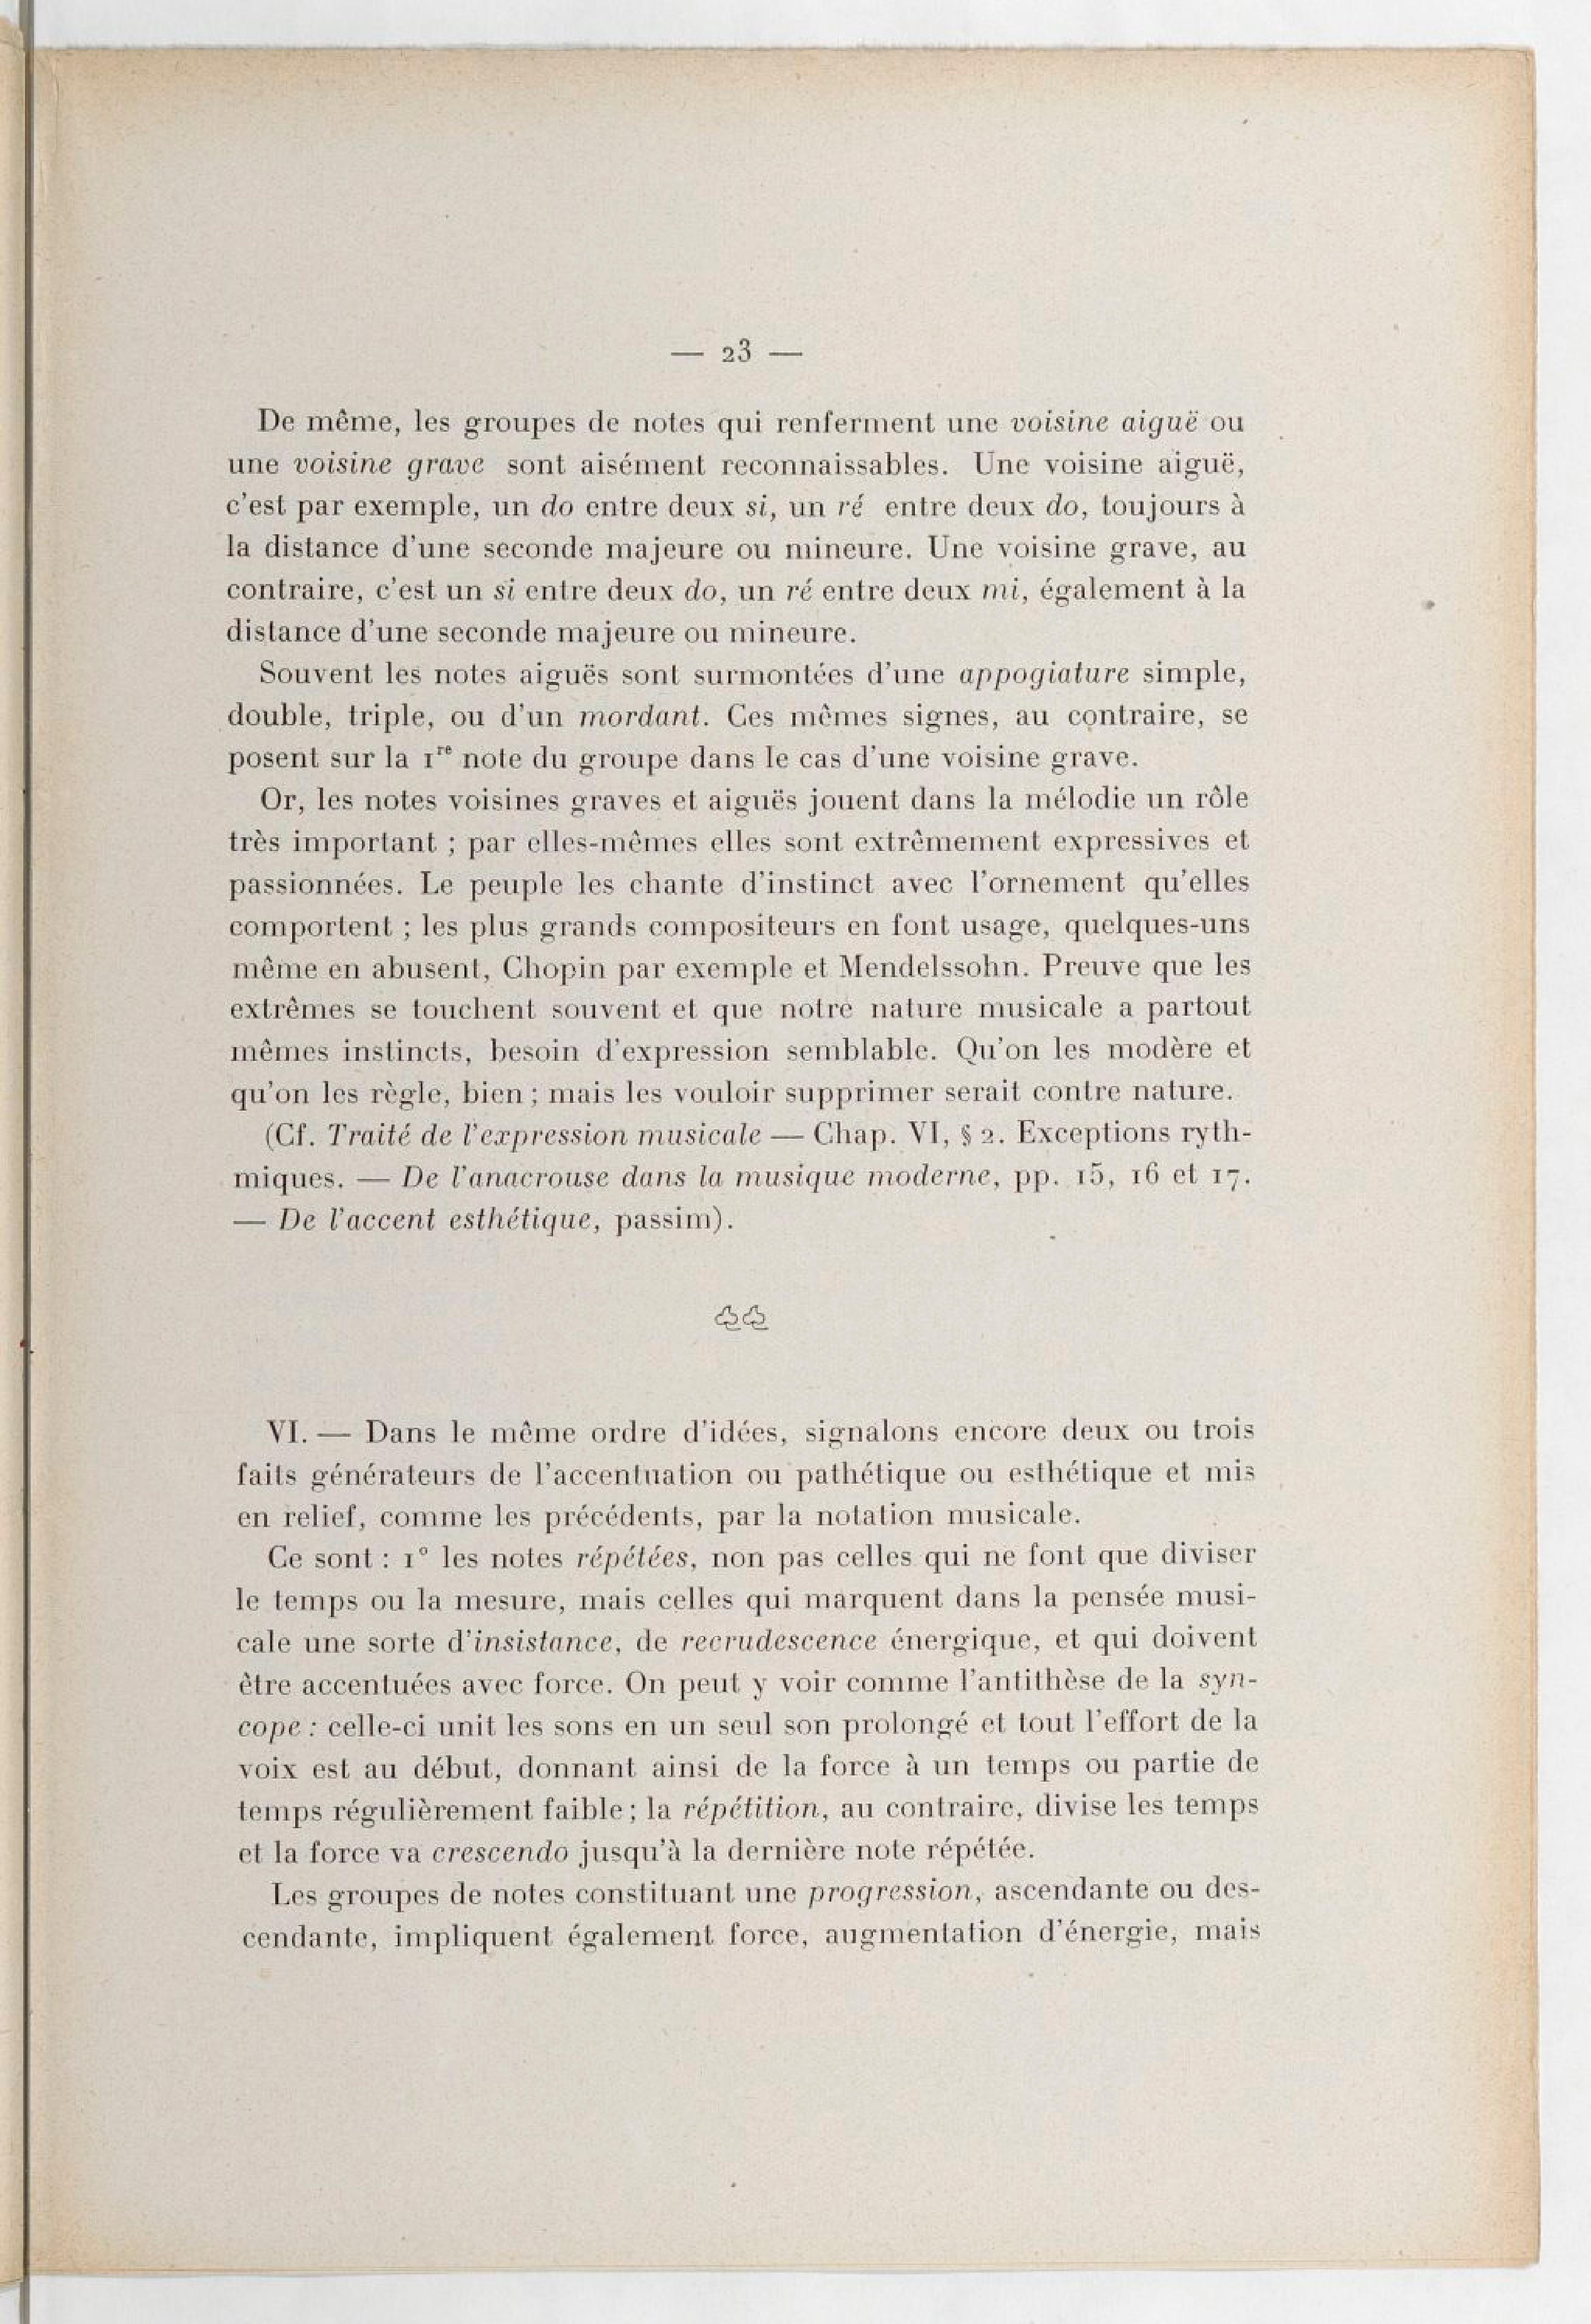 — 23 —
De même, les groupes de notes qui renferment une voisine aiguë ou
une voisine grave sont aisément reconnaissables. Une voisine aiguë,
c'est par exemple, un do entre deux si, un ré entre deux do, toujours à
la distance d'une seconde majeure ou mineure. Une voisine grave, au
contraire, c'est un si entre deux do, un ré entre deux mi, également à la
distance d'une seconde majeure ou mineure.
Souvent les notes aiguës sont surmontées d'une appogiature simple,
double, triple, ou d'un mordant. Ces mêmes signes, au contraire, se
posent sur la 1re note du groupe dans le cas d'une voisine grave.
Or, les notes voisines graves et aiguës jouent dans la mélodie un rôle
très important ; par elles-mêmes elles sont extrêmement expressives et
passionnées. Le peuple les chante d'instinct avec l'ornement qu'elles
comportent ; les plus grands compositeurs en font usage, quelques-uns
même en abusent, Chopin par exemple et Mendelssohn. Preuve que les
extrêmes se touchent souvent et que notre nature musicale a partout
mêmes instincts, besoin d'expression semblable. Qu'on les modère et
qu'on les règle, bien ; mais les vouloir supprimer serait contre nature.
(Cf. Traité de l'expression musicale — Chap. VI, § 2. Exceptions ryth-
miques. — De l'anacrouse dans la musique moderne, pp. 15, 16 et 17.
— De l'accent esthétique, passim).
VI. — Dans le même ordre d'idées, signalons encore deux ou trois
faits générateurs de l'accentuation ou pathétique ou esthétique et mis
en relief, comme les précédents, par la notation musicale.
Ce sont : 1° les notes répétées, non pas celles qui ne font que diviser
le temps ou la mesure, mais celles qui marquent dans la pensée musi-
cale une sorte d'insistance, de recrudescence énergique, et qui doivent
être accentuées avec force. On peut y voir comme l'antithèse de la syn-
cope : celle-ci unit les sons en un seul son prolongé et tout l'effort de la
voix est au début, donnant ainsi de la force à un temps ou partie de
temps régulièrement faible ; la répétition, au contraire, divise les temps
et la force va crescendo jusqu'à la dernière note répétée.
Les groupes de notes constituant une progression, ascendante ou des-
cendante, impliquent également force, augmentation d'énergie, mais